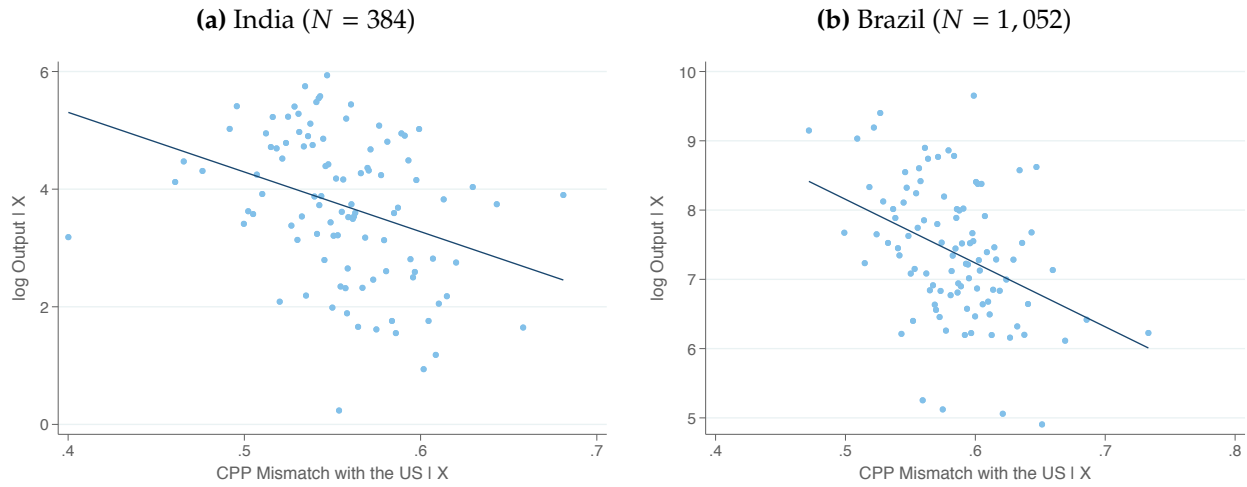 (a) India (N = 384)
6
4
2
0
.4 .5 .6 .7
log Output | X
CPP Mismatch with the US | X
(b) Brazil (N = 1,052)
10
9
8
7
6
5
.4 .5 .6 .7 .8
log Output | X
CPP Mismatch with the US | X